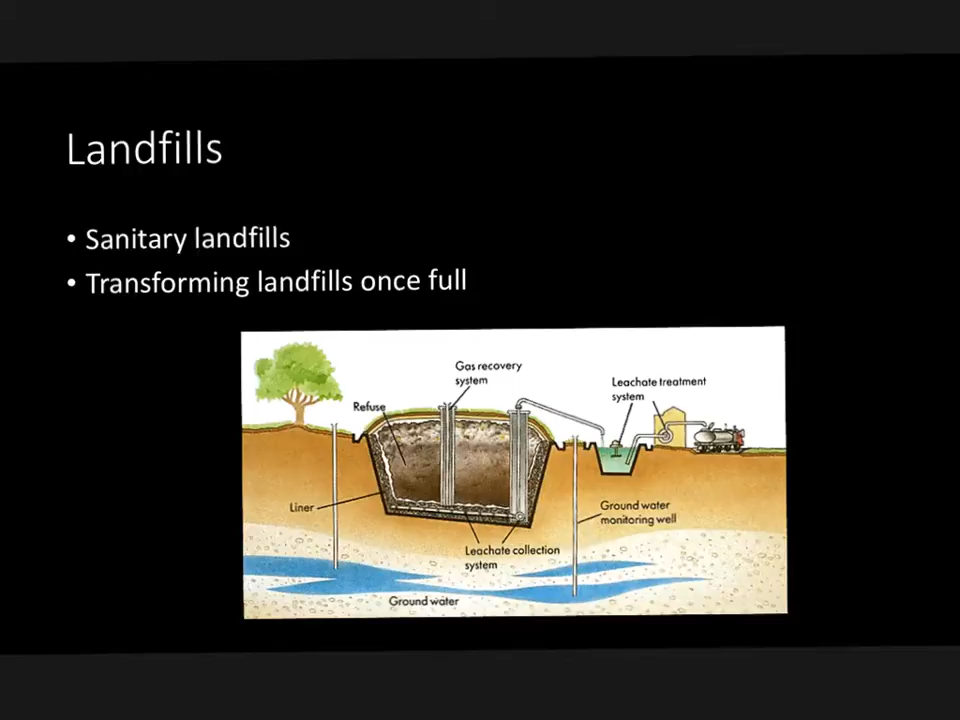 Landfills
• Sanitary landfills
• Transforming landfills once full
Gas recovery
system
Leachate treatment
system
Refuse
Liner
Ground water
monitoring well
Leachate collection
system
Ground water